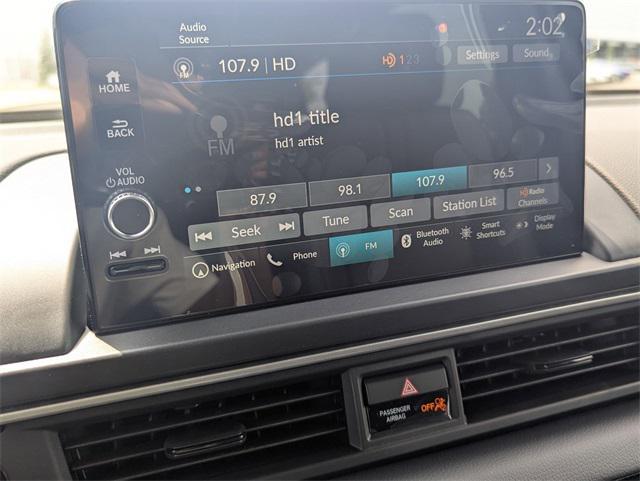 Audio
Source
2:02
FM
107.9 | HD
HD 1 2 3
Settings
Sound
HOME
BACK
FM
hd1 title
hd1 artist
VOL
AUDIO
87.9
98.1
107.9
96.5
Seek
Tune
Scan
Station List
HD Radio
Channels
Navigation
Phone
FM
Bluetooth
Audio
Smart
Shortcuts
Display
Mode
PASSENGER
AIRBAG
OFF